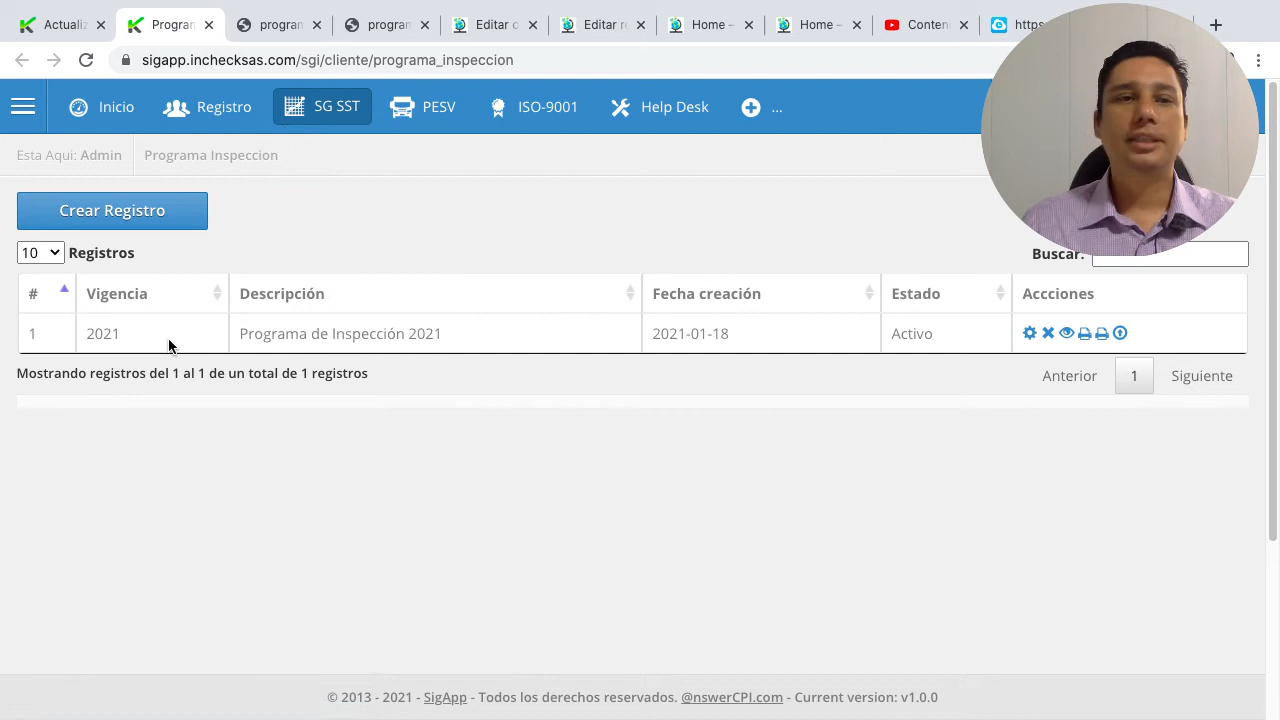 Actualiz
Program
program
program
Editar c
Editar re
Home –
Home –
Conten
https
sigapp.inchecksas.com/sgi/cliente/programa_inspeccion
Inicio
Registro
SG SST
PESV
ISO-9001
Help Desk
...
Esta Aqui: Admin
Programa Inspeccion
Crear Registro
10 Registros
Buscar:
# Vigencia Descripción Fecha creación Estado Accciones
1 2021 Programa de Inspección 2021 2021-01-18 Activo
Mostrando registros del 1 al 1 de un total de 1 registros
Anterior 1 Siguiente
© 2013 - 2021 - SigApp - Todos los derechos reservados. @nswerCPI.com - Current version: v1.0.0